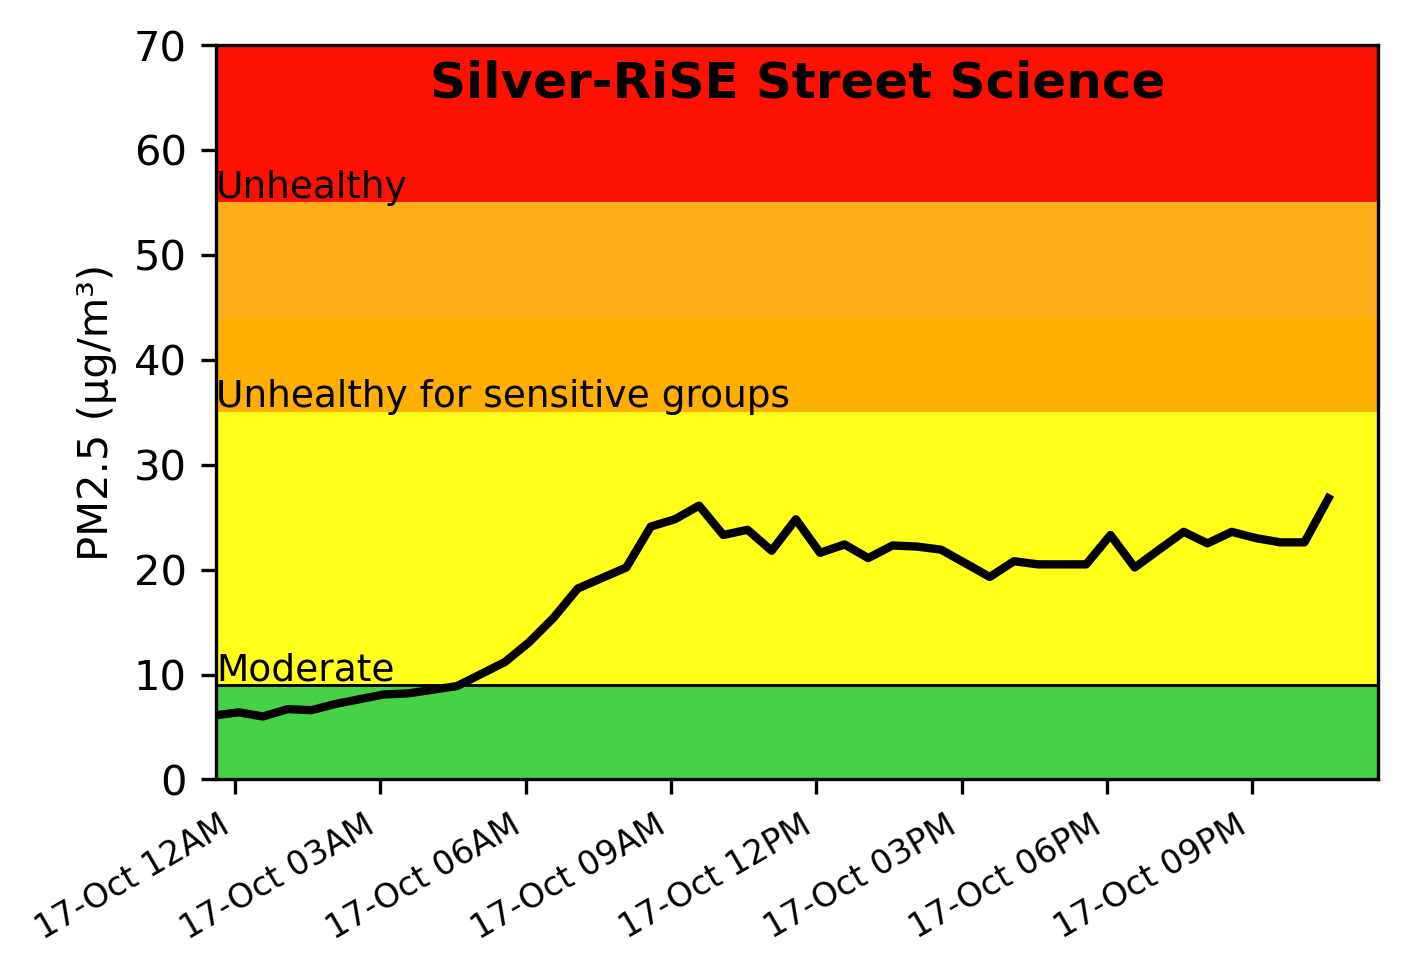 Silver-RiSE Street Science
70
60
Unhealthy
50
PM2.5 (µg/m³)
40
Unhealthy for sensitive groups
30
20
10
Moderate
0
17-Oct 12AM
17-Oct 03AM
17-Oct 06AM
17-Oct 09AM
17-Oct 12PM
17-Oct 03PM
17-Oct 06PM
17-Oct 09PM